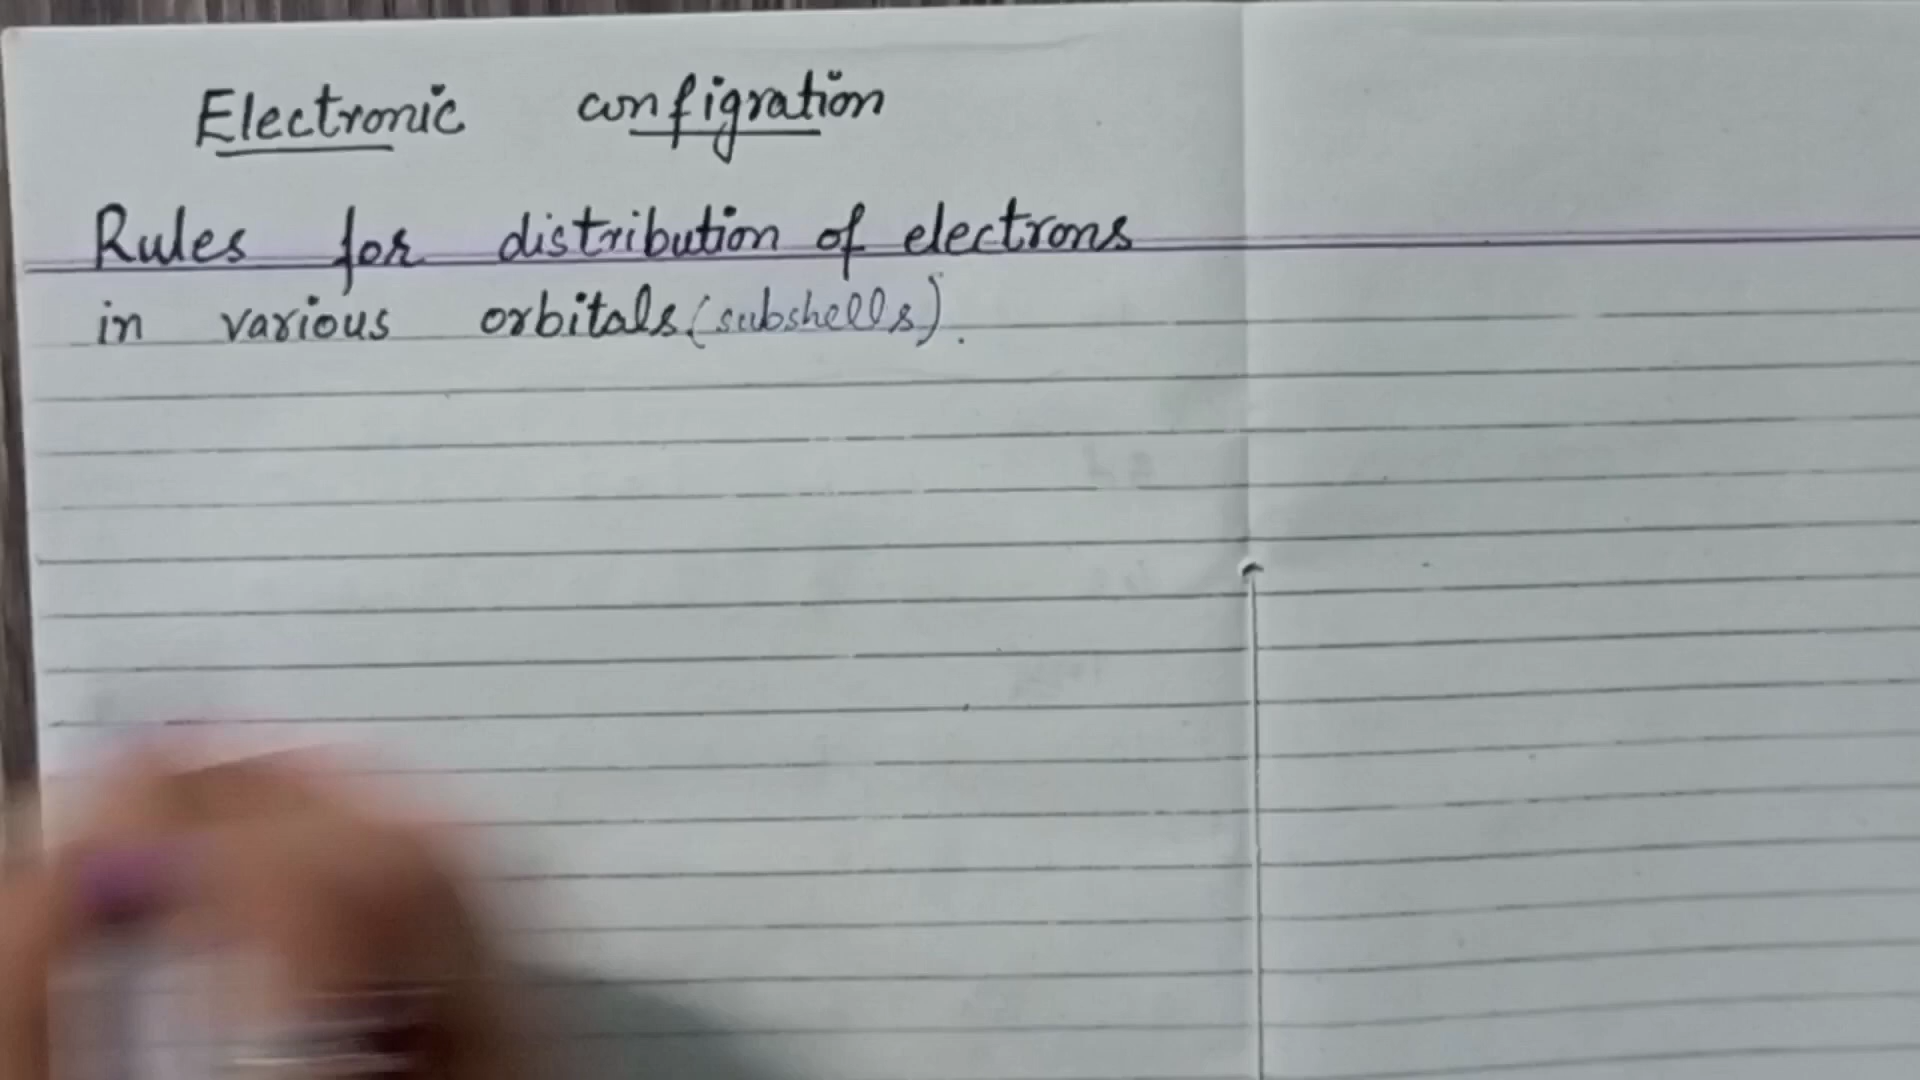 Electronic configration
Rules for distribution of electrons
in various orbitals (subshells).